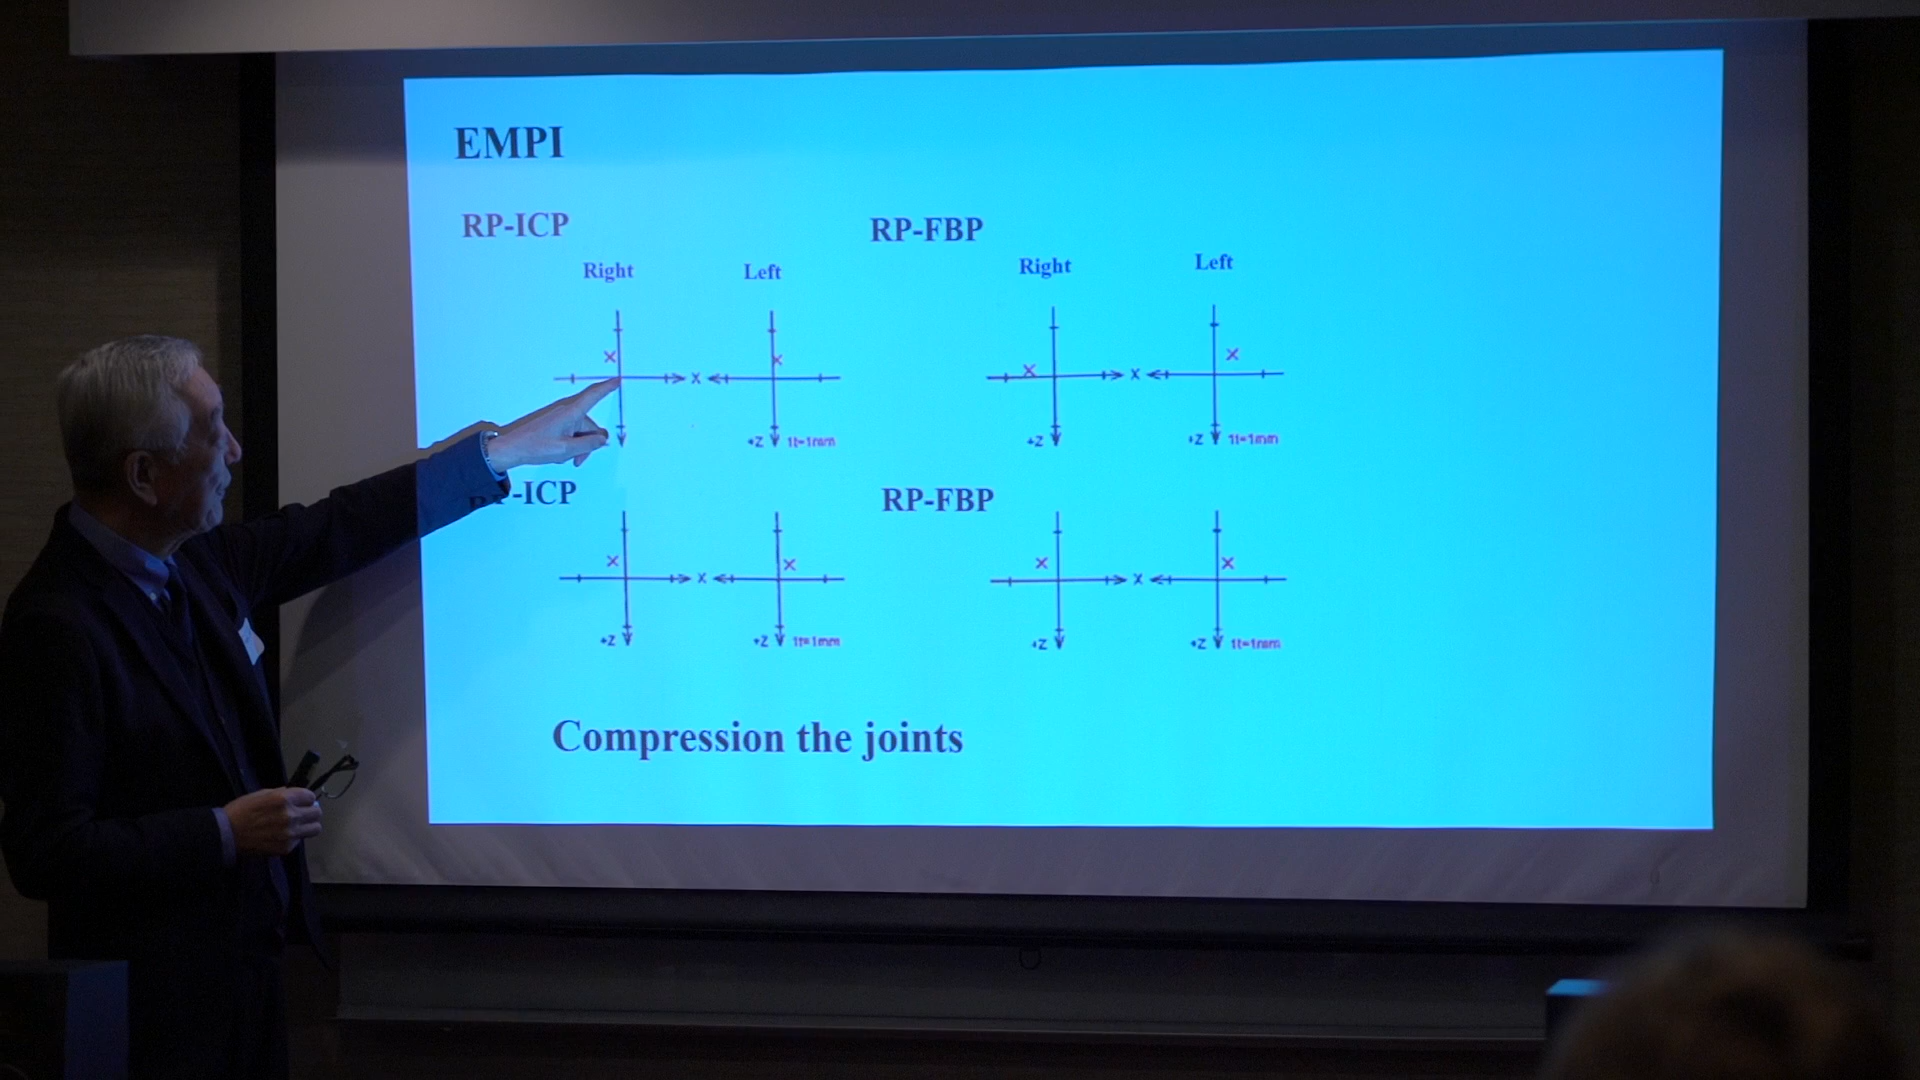 EMPI
RP-ICP RP-FBP
Right Left Right Left
X X
+Z 1t=1mm +Z +Z 1t=1mm
-ICP RP-FBP
X X
+Z +Z 1t=1mm +Z +Z 1t=1mm
Compression the joints